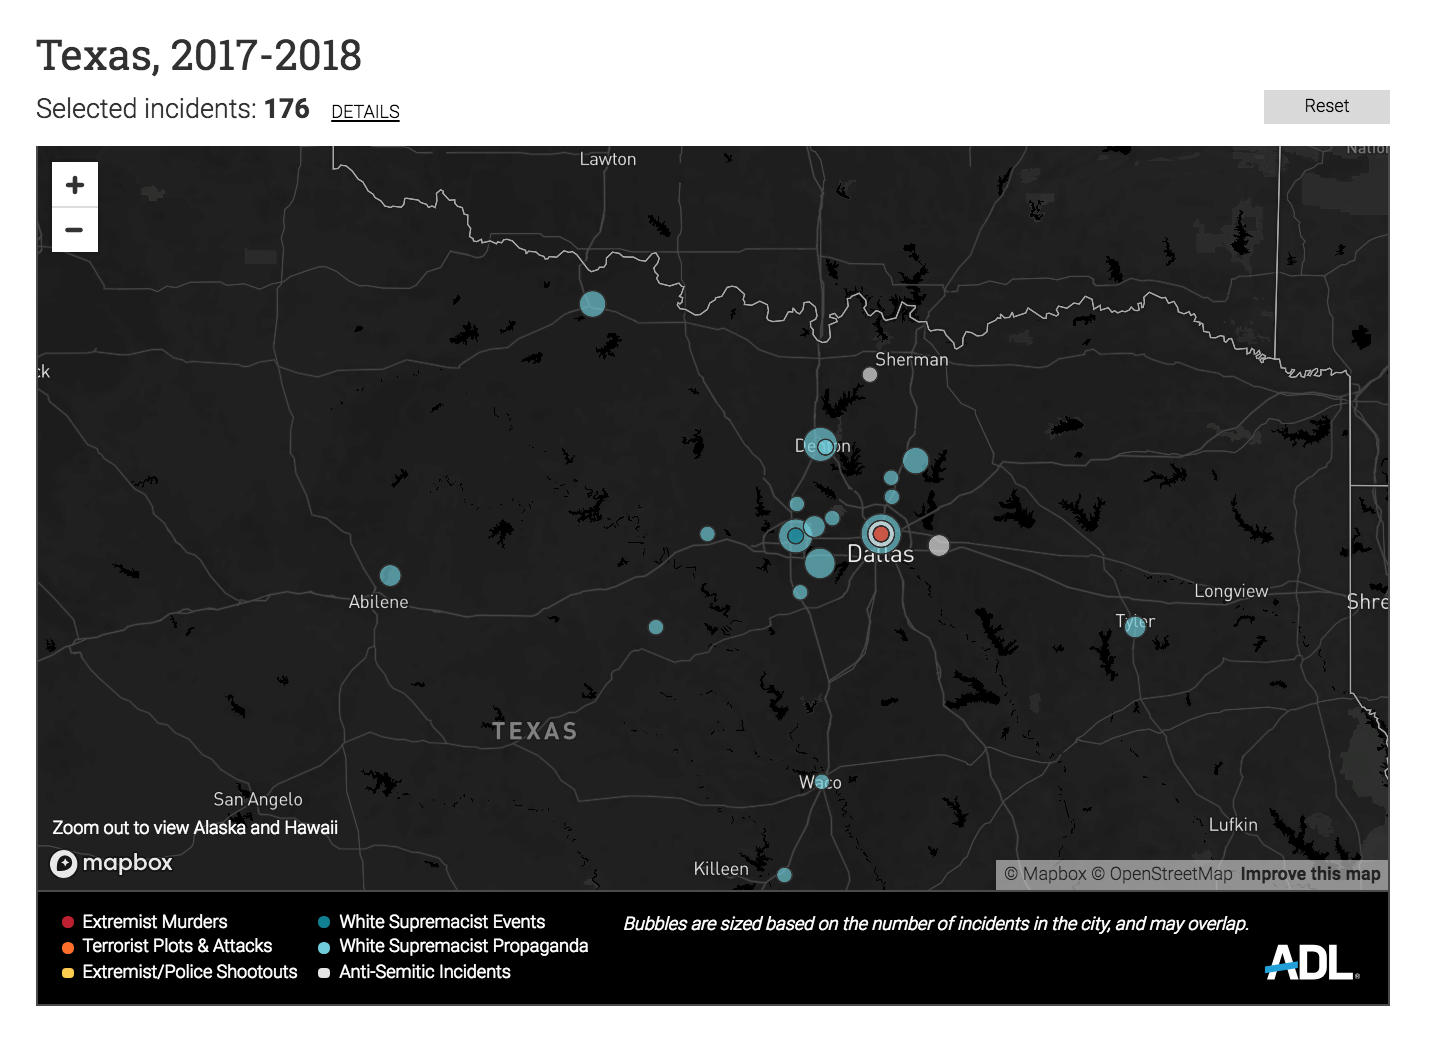 Texas, 2017-2018
Selected incidents: 176 DETAILS
Reset
+
−
Lawton
Sherman
Denton
Dallas
Abilene
Longview
Tyler
TEXAS
Waco
San Angelo
Lufkin
Killeen
Zoom out to view Alaska and Hawaii
mapbox
© Mapbox © OpenStreetMap Improve this map
Extremist Murders
Terrorist Plots & Attacks
Extremist/Police Shootouts
White Supremacist Events
White Supremacist Propaganda
Anti-Semitic Incidents
Bubbles are sized based on the number of incidents in the city, and may overlap.
ADL